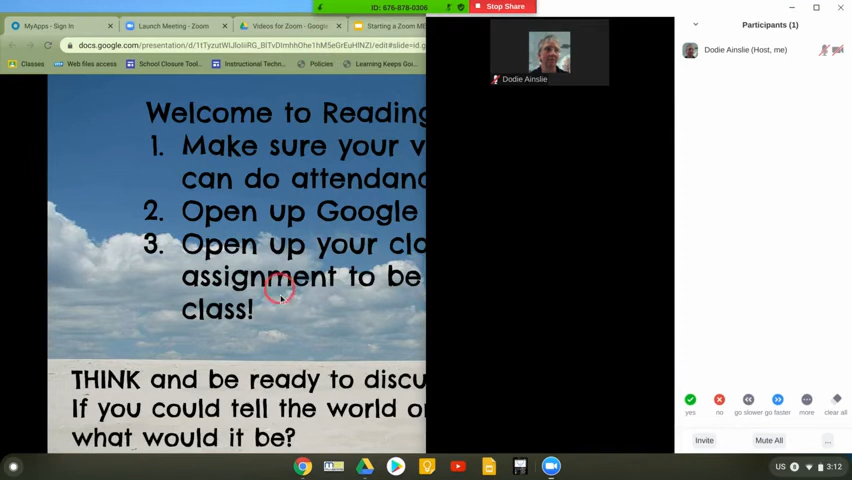 ID: 676-878-0306
Stop Share
MyApps - Sign In
Launch Meeting - Zoom
Videos for Zoom - Google
Starting a Zoom ME
docs.google.com/presentation/d/
edit#slide=id.g
Classes
Web files access
School Closure Tool...
Instructional Techn...
Policies
Learning Keeps Goi...
Welcome to Reading
1. Make sure your v
can do attendanc
2. Open up Google
3. Open up your cla
assignment to be
class!
THINK and be ready to discu
If you could tell the world on
what would it be?
Dodie Ainslie
Participants (1)
Dodie Ainslie (Host, me)
yes
no
go slower
go faster
more
clear all
Invite
Mute All
...
US
8
3:12